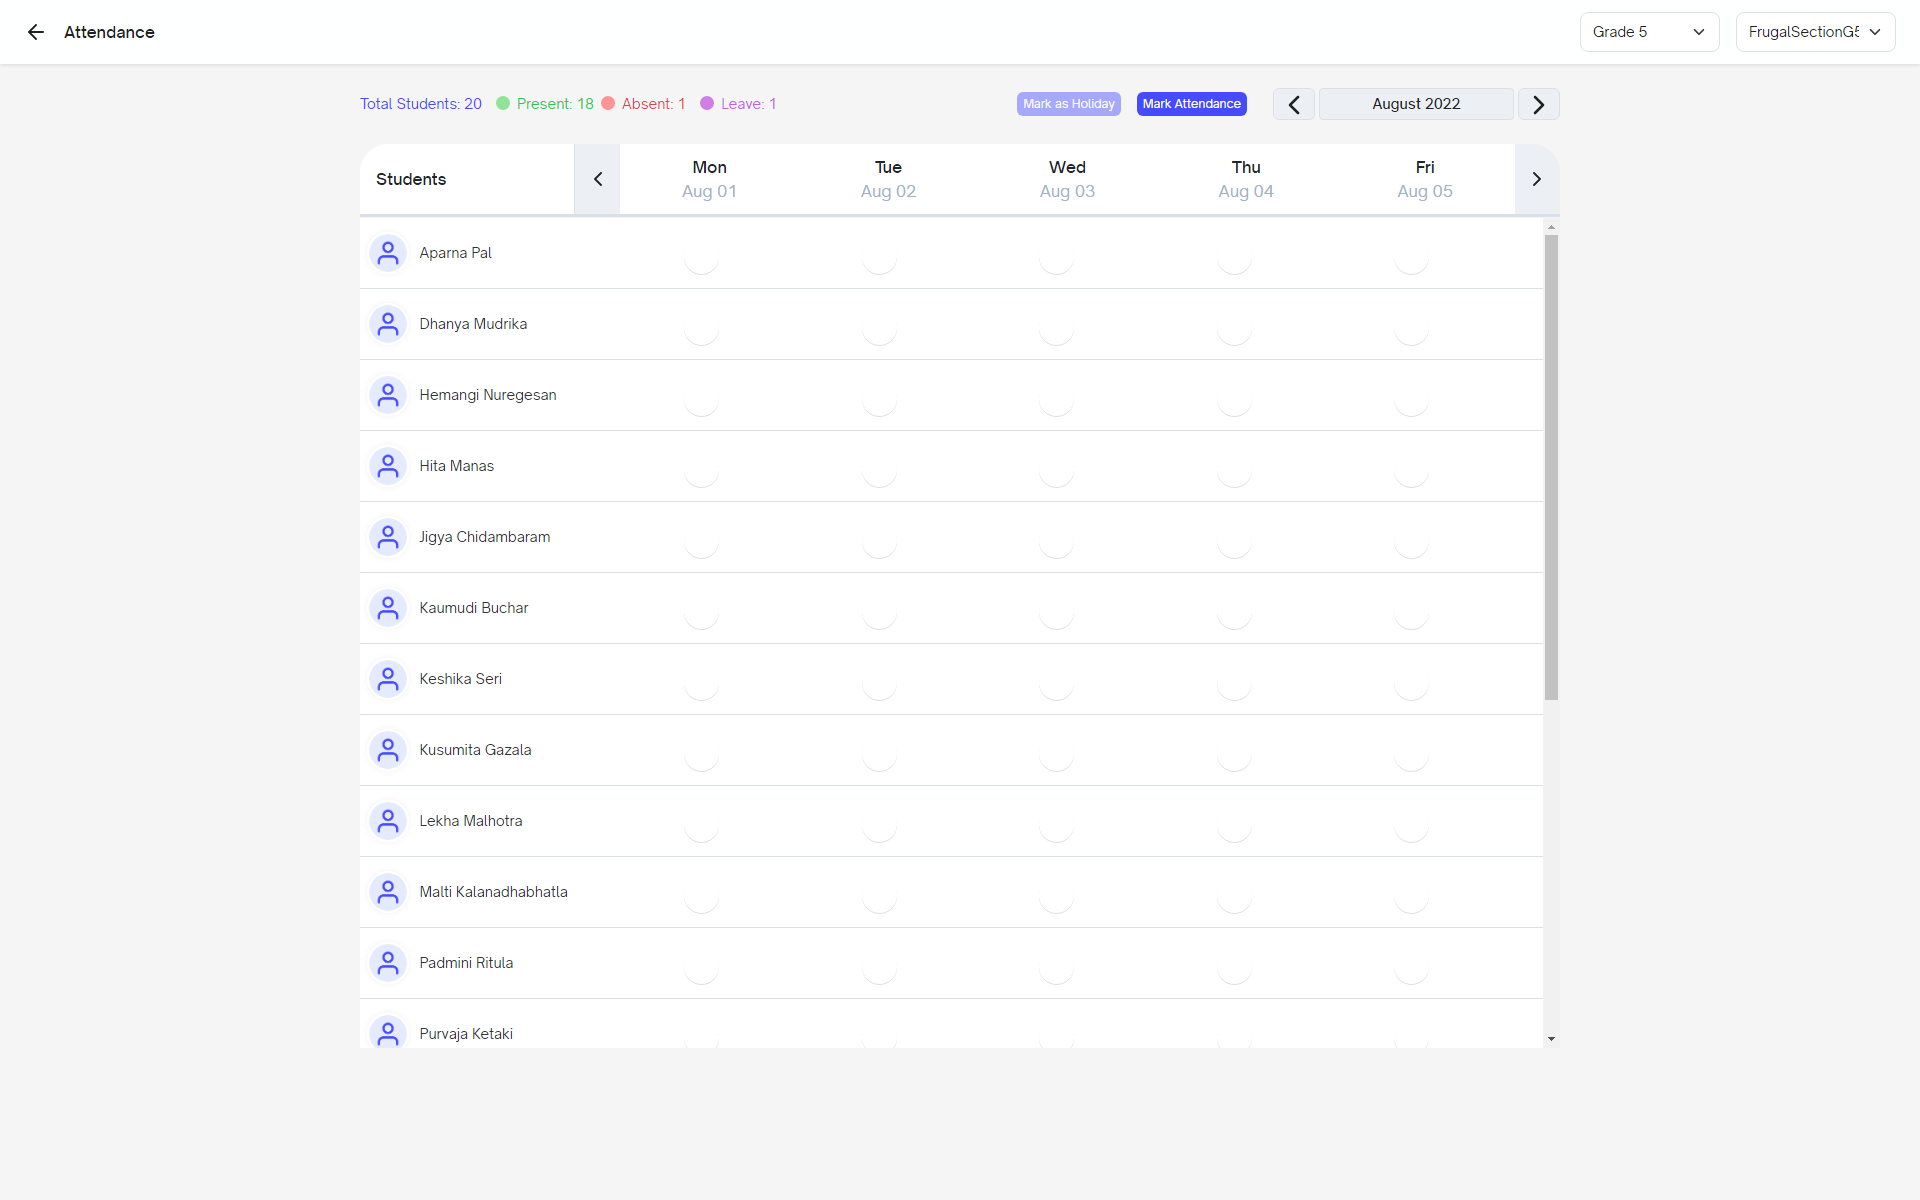 Attendance
Grade 5
FrugalSectionG5
Total Students: 20
Present: 18
Absent: 1
Leave: 1
Mark as Holiday
Mark Attendance
August 2022
Students
Mon
Aug 01
Tue
Aug 02
Wed
Aug 03
Thu
Aug 04
Fri
Aug 05
Aparna Pal
Dhanya Mudrika
Hemangi Nuregesan
Hita Manas
Jigya Chidambaram
Kaumudi Buchar
Keshika Seri
Kusumita Gazala
Lekha Malhotra
Malti Kalanadhabhatla
Padmini Ritula
Purvaja Ketaki